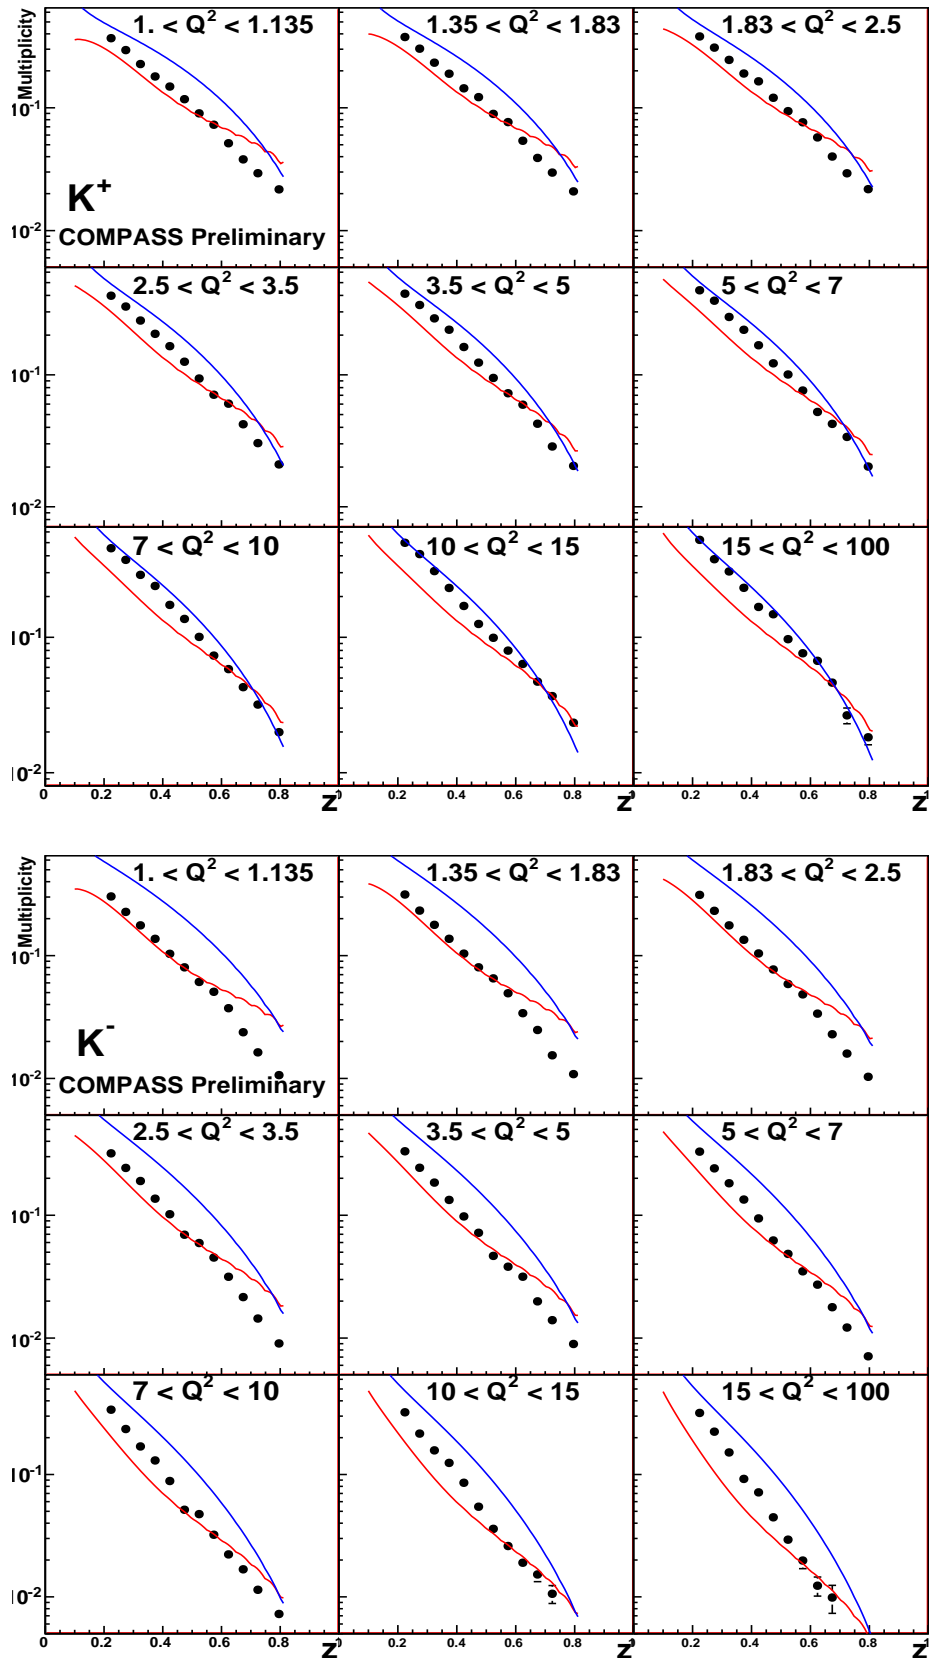 Multiplicity
1. < Q² < 1.135
1.35 < Q² < 1.83
1.83 < Q² < 2.5
10⁻¹
K⁺
10⁻²
COMPASS Preliminary
2.5 < Q² < 3.5
3.5 < Q² < 5
5 < Q² < 7
10⁻¹
10⁻²
7 < Q² < 10
10 < Q² < 15
15 < Q² < 100
10⁻¹
10⁻²
0 0.2 0.4 0.6 0.8 z 0.2 0.4 0.6 0.8 z 0.2 0.4 0.6 0.8 z
Multiplicity
1. < Q² < 1.135
1.35 < Q² < 1.83
1.83 < Q² < 2.5
10⁻¹
K⁻
10⁻²
COMPASS Preliminary
2.5 < Q² < 3.5
3.5 < Q² < 5
5 < Q² < 7
10⁻¹
10⁻²
7 < Q² < 10
10 < Q² < 15
15 < Q² < 100
10⁻¹
10⁻²
0 0.2 0.4 0.6 0.8 z 0.2 0.4 0.6 0.8 z 0.2 0.4 0.6 0.8 z